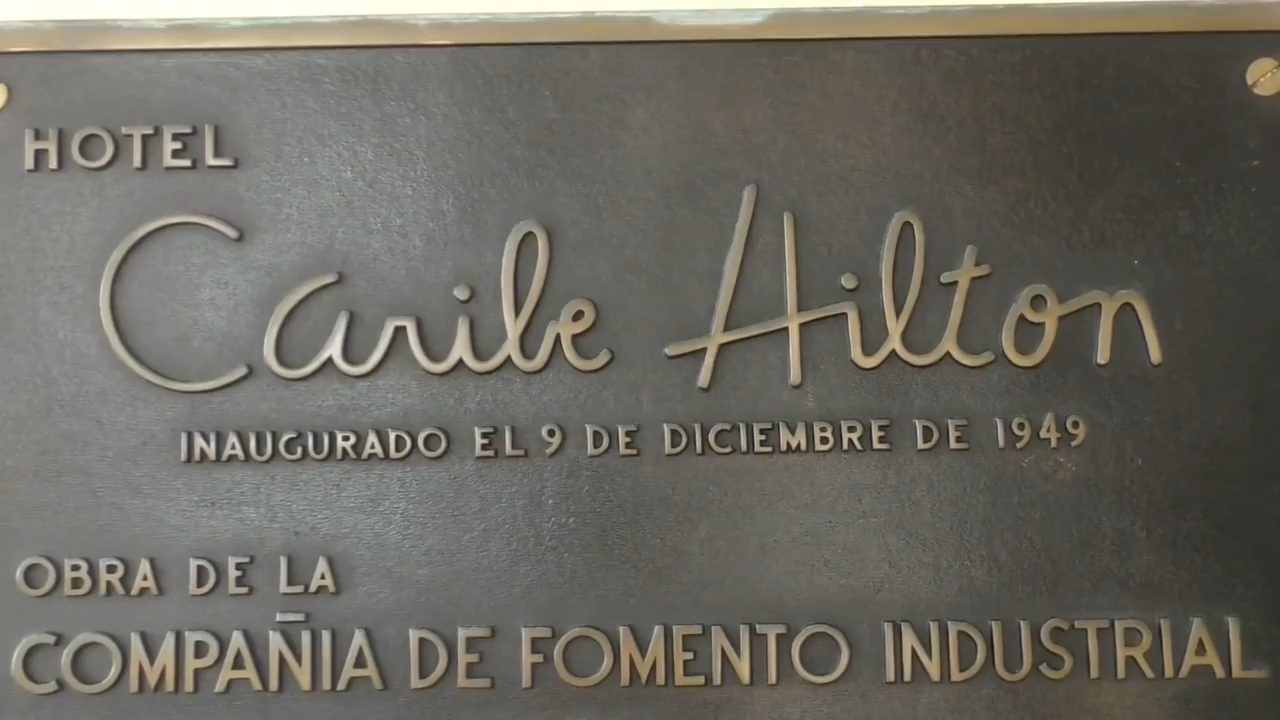 HOTEL
Caribe Hilton
INAUGURADO EL 9 DE DICIEMBRE DE 1949
OBRA DE LA
COMPAÑIA DE FOMENTO INDUSTRIAL